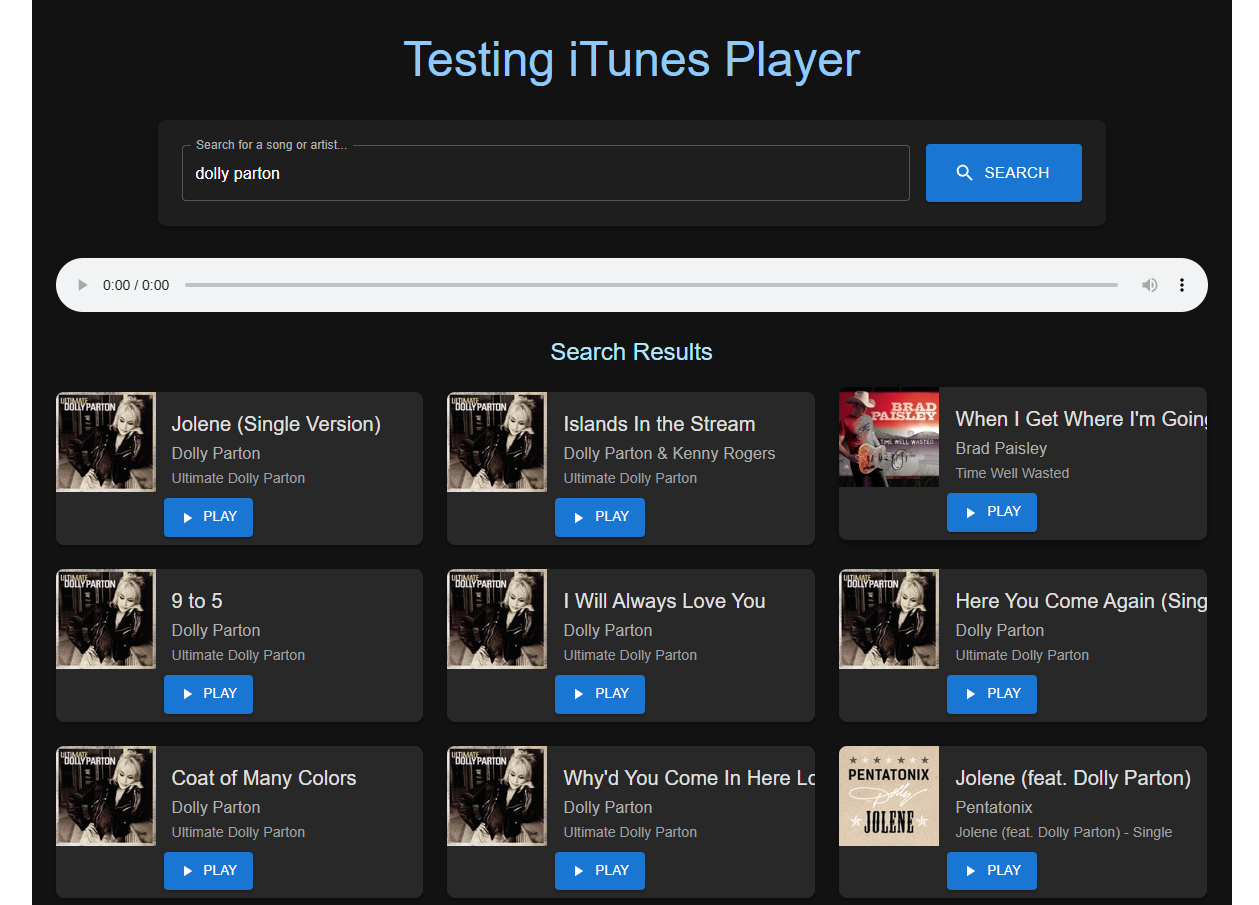 Testing iTunes Player
Search for a song or artist...
dolly parton
SEARCH
0:00 / 0:00
Search Results
ULTIMATE
DOLLY PARTON
Jolene (Single Version)
Dolly Parton
Ultimate Dolly Parton
PLAY
ULTIMATE
DOLLY PARTON
Islands In the Stream
Dolly Parton & Kenny Rogers
Ultimate Dolly Parton
PLAY
BRAD
PAISLEY
TIME WELL WASTED
When I Get Where I'm Going
Brad Paisley
Time Well Wasted
PLAY
ULTIMATE
DOLLY PARTON
9 to 5
Dolly Parton
Ultimate Dolly Parton
PLAY
ULTIMATE
DOLLY PARTON
I Will Always Love You
Dolly Parton
Ultimate Dolly Parton
PLAY
ULTIMATE
DOLLY PARTON
Here You Come Again (Sing
Dolly Parton
Ultimate Dolly Parton
PLAY
ULTIMATE
DOLLY PARTON
Coat of Many Colors
Dolly Parton
Ultimate Dolly Parton
PLAY
ULTIMATE
DOLLY PARTON
Why'd You Come In Here Lo
Dolly Parton
Ultimate Dolly Parton
PLAY
PENTATONIX
Dolly
JOLENE
Jolene (feat. Dolly Parton)
Pentatonix
Jolene (feat. Dolly Parton) - Single
PLAY